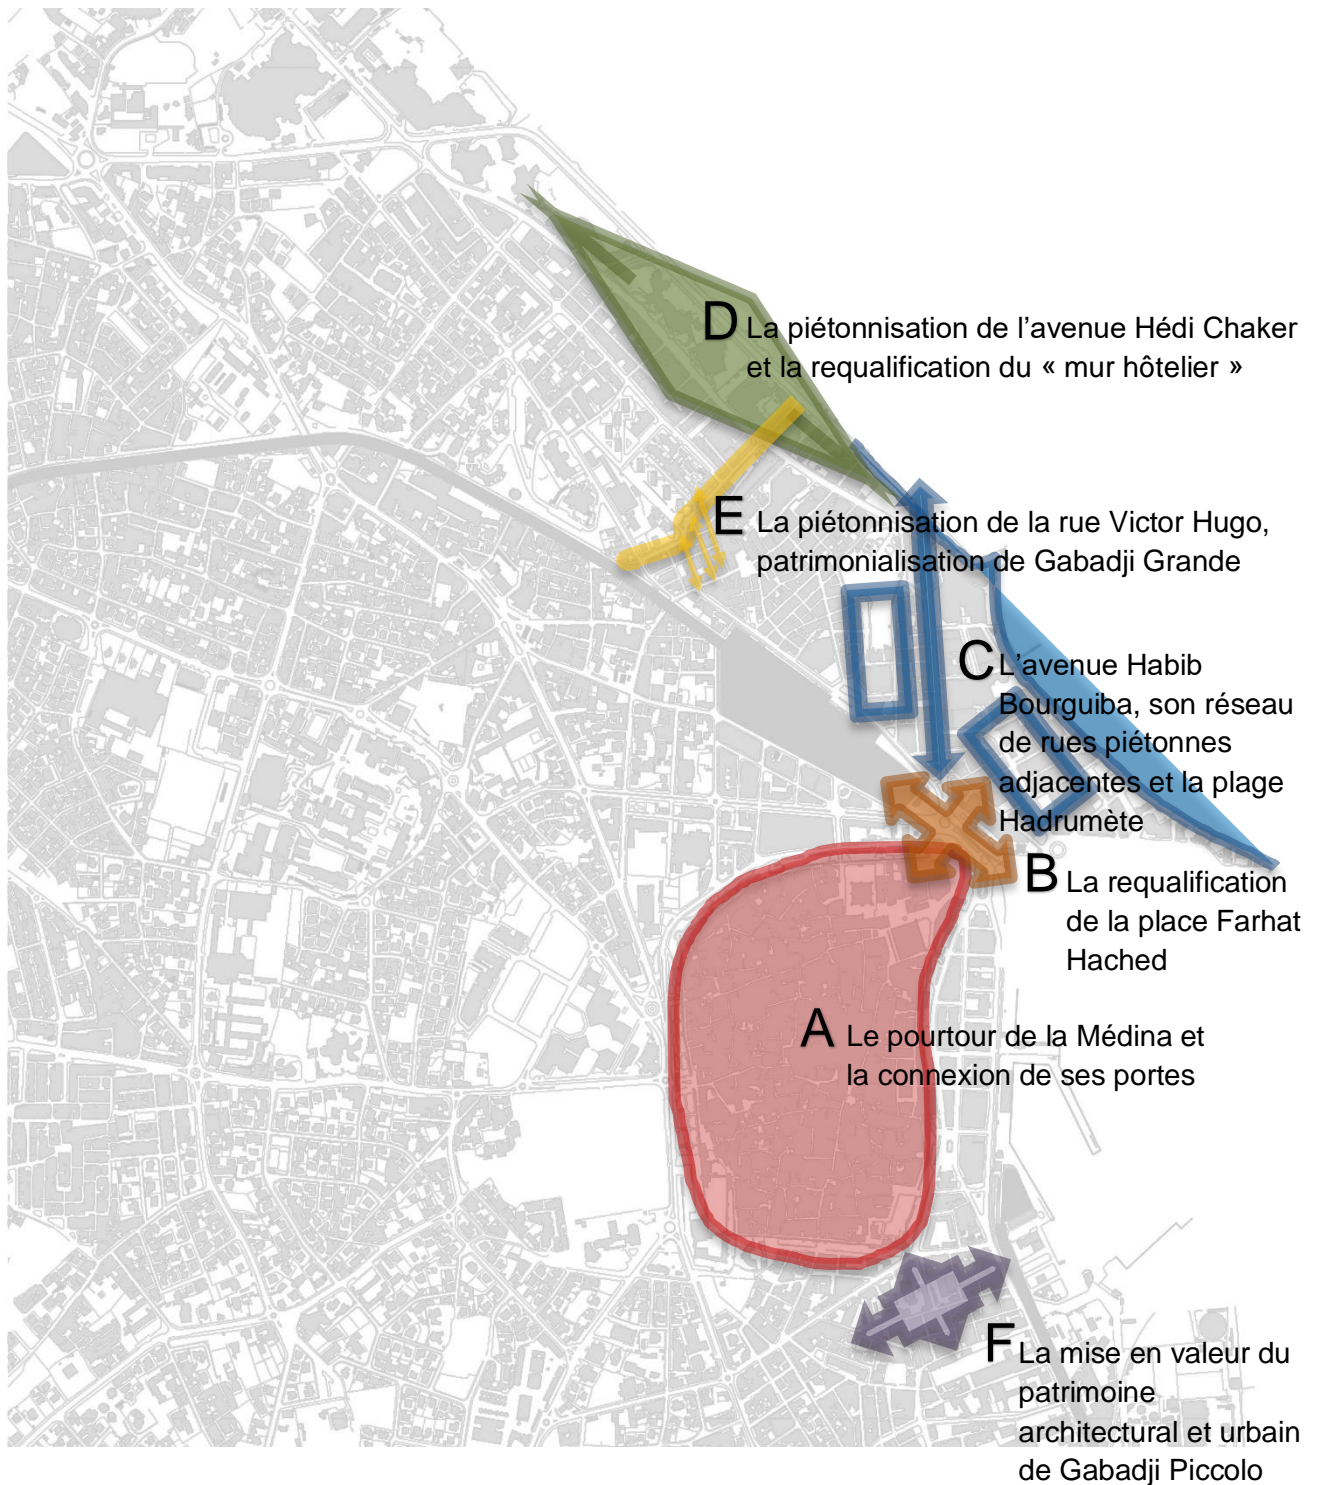 D La piétonnisation de l’avenue Hédi Chaker
et la requalification du « mur hôtelier »
E La piétonnisation de la rue Victor Hugo,
patrimonialisation de Gabadji Grande
C L’avenue Habib
Bourguiba, son réseau
de rues piétonnes
adjacentes et la plage
Hadrumète
B La requalification
de la place Farhat
Hached
A Le pourtour de la Médina et
la connexion de ses portes
F La mise en valeur du
patrimoine
architectural et urbain
de Gabadji Piccolo